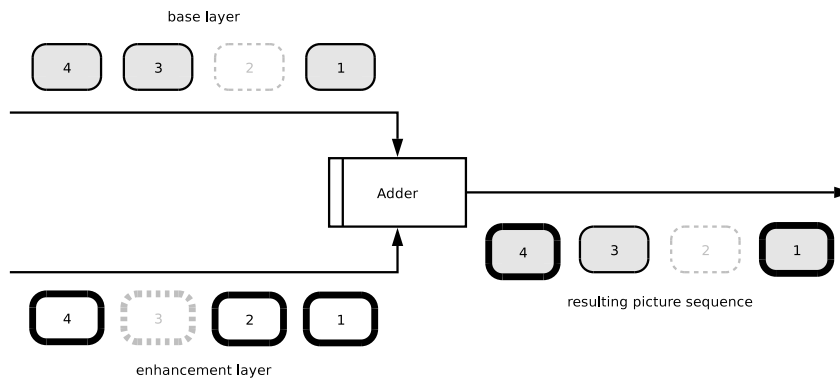 base layer
4 3 2 1
Adder
4 3 2 1
resulting picture sequence
4 3 2 1
enhancement layer